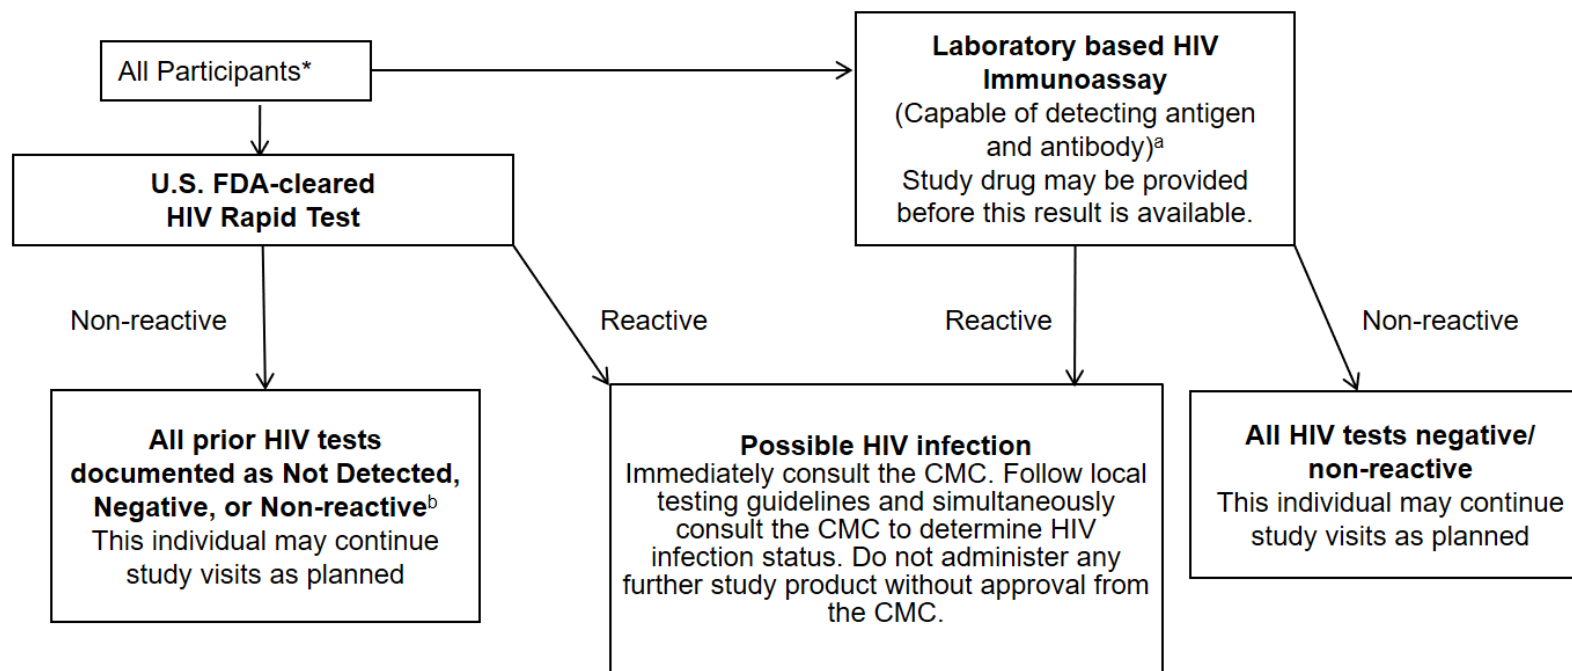 All Participants*
Laboratory based HIV
Immunoassay
(Capable of detecting antigen
and antibody)ᵃ
Study drug may be provided
before this result is available.
U.S. FDA-cleared
HIV Rapid Test
Non-reactive
Reactive
Reactive
Non-reactive
All prior HIV tests
documented as Not Detected,
Negative, or Non-reactiveᵇ
This individual may continue
study visits as planned
Possible HIV infection
Immediately consult the CMC. Follow local
testing guidelines and simultaneously
consult the CMC to determine HIV
infection status. Do not administer any
further study product without approval from
the CMC.
All HIV tests negative/
non-reactive
This individual may continue
study visits as planned